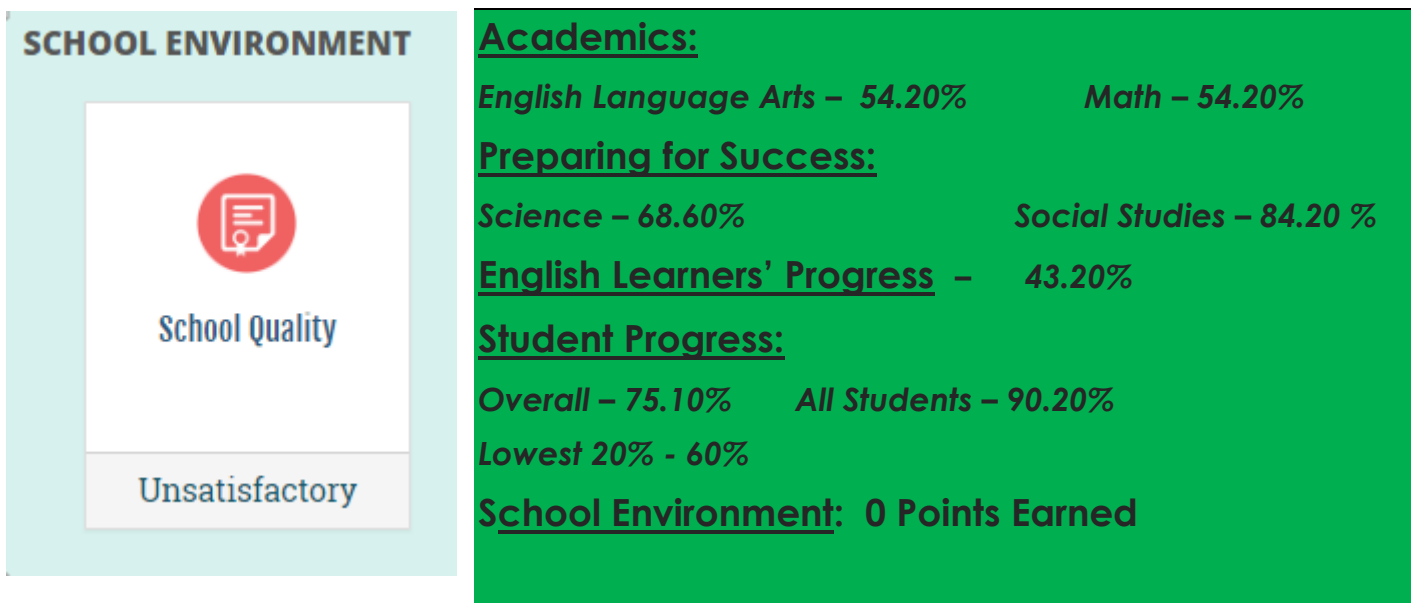 SCHOOL ENVIRONMENT
School Quality
Unsatisfactory
Academics:
English Language Arts – 54.20% Math – 54.20%
Preparing for Success:
Science – 68.60% Social Studies – 84.20 %
English Learners’ Progress – 43.20%
Student Progress:
Overall – 75.10% All Students – 90.20%
Lowest 20% - 60%
School Environment: 0 Points Earned